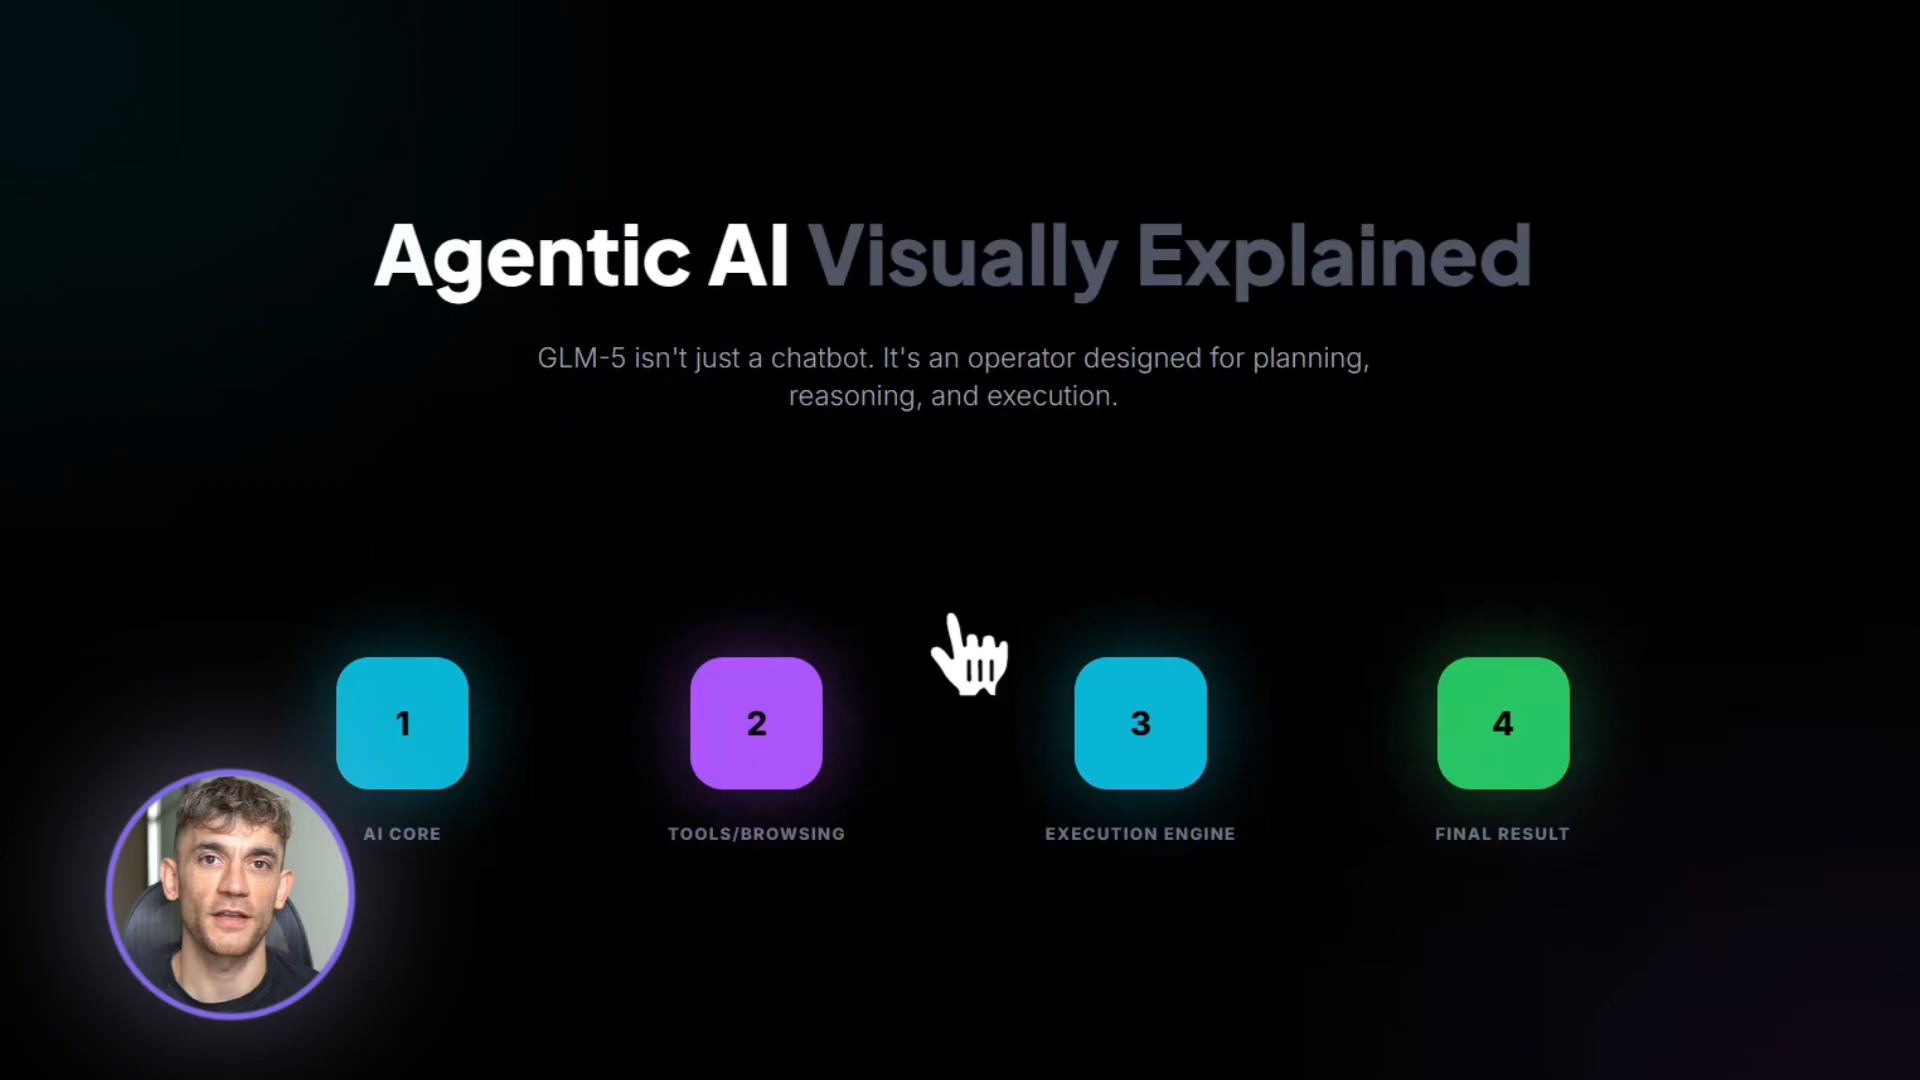 Agentic AI Visually Explained
GLM-5 isn't just a chatbot. It's an operator designed for planning,
reasoning, and execution.
1
2
3
4
AI CORE
TOOLS/BROWSING
EXECUTION ENGINE
FINAL RESULT